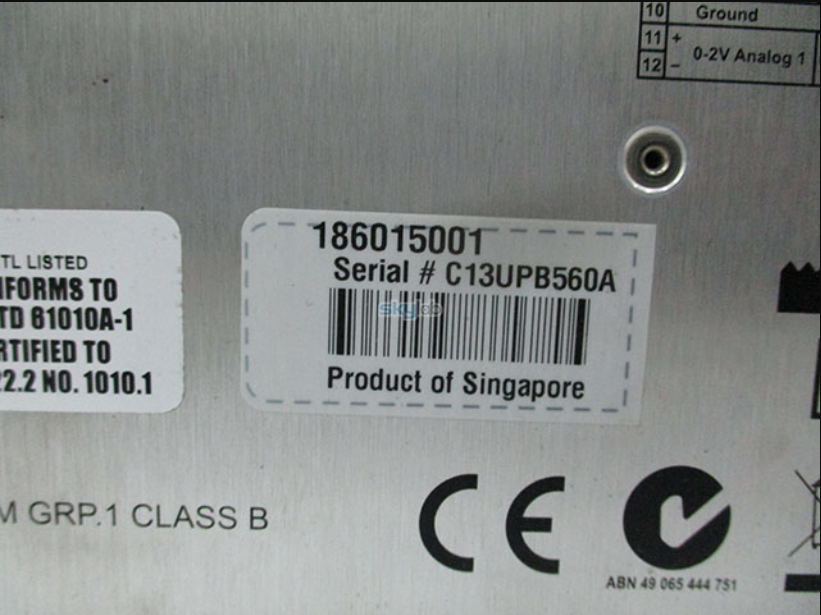 10 Ground
11 + 0-2V Analog 1
12 –
TL LISTED
IFORMS TO
TD 61010A-1
RTIFIED TO
22.2 NO. 1010.1
186015001
Serial # C13UPB560A
skylab
Product of Singapore
M GRP.1 CLASS B
CE
ABN 49 065 444 751